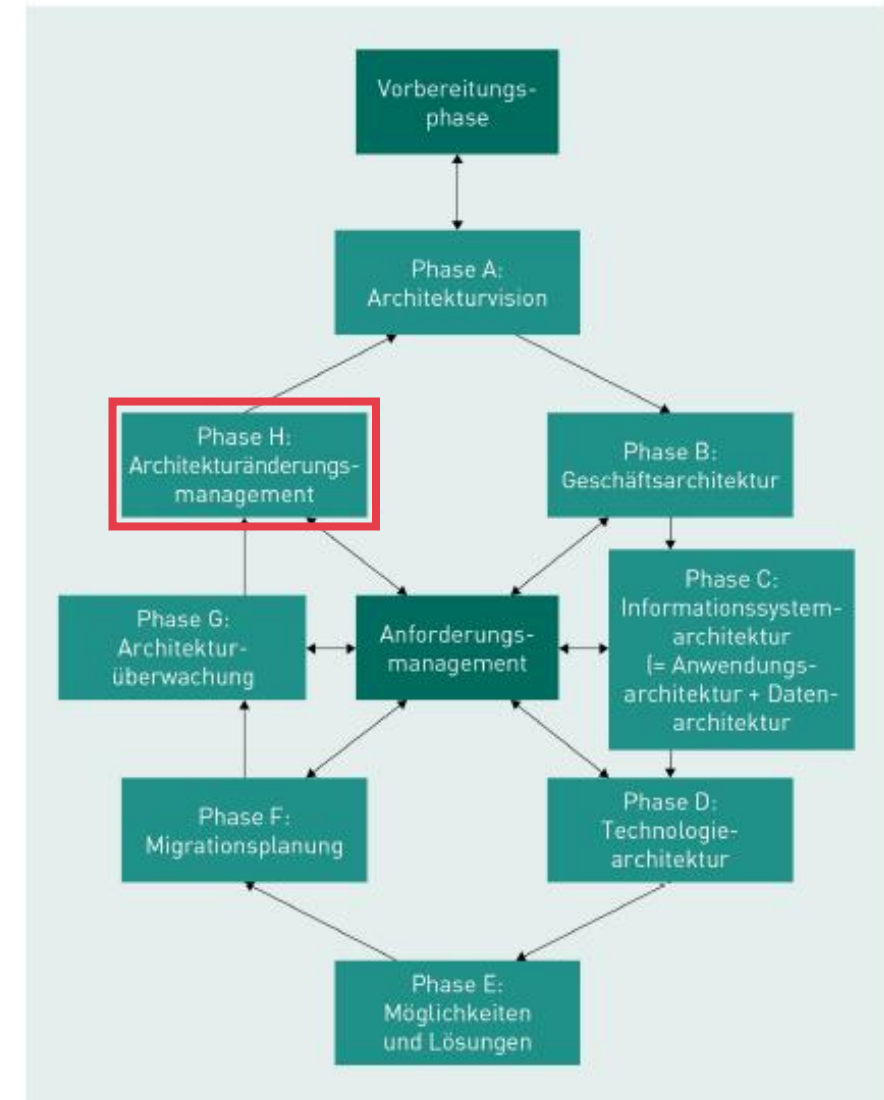 Vorbereitungs-
phase
Phase A:
Architekturvision
Phase H:
Architekturänderungs-
management
Phase B:
Geschäftsarchitektur
Phase G:
Architektur-
überwachung
Anforderungs-
management
Phase C:
Informationssystem-
architektur
(= Anwendungs-
architektur + Daten-
architektur
Phase F:
Migrationsplanung
Phase D:
Technologie-
architektur
Phase E:
Möglichkeiten
und Lösungen